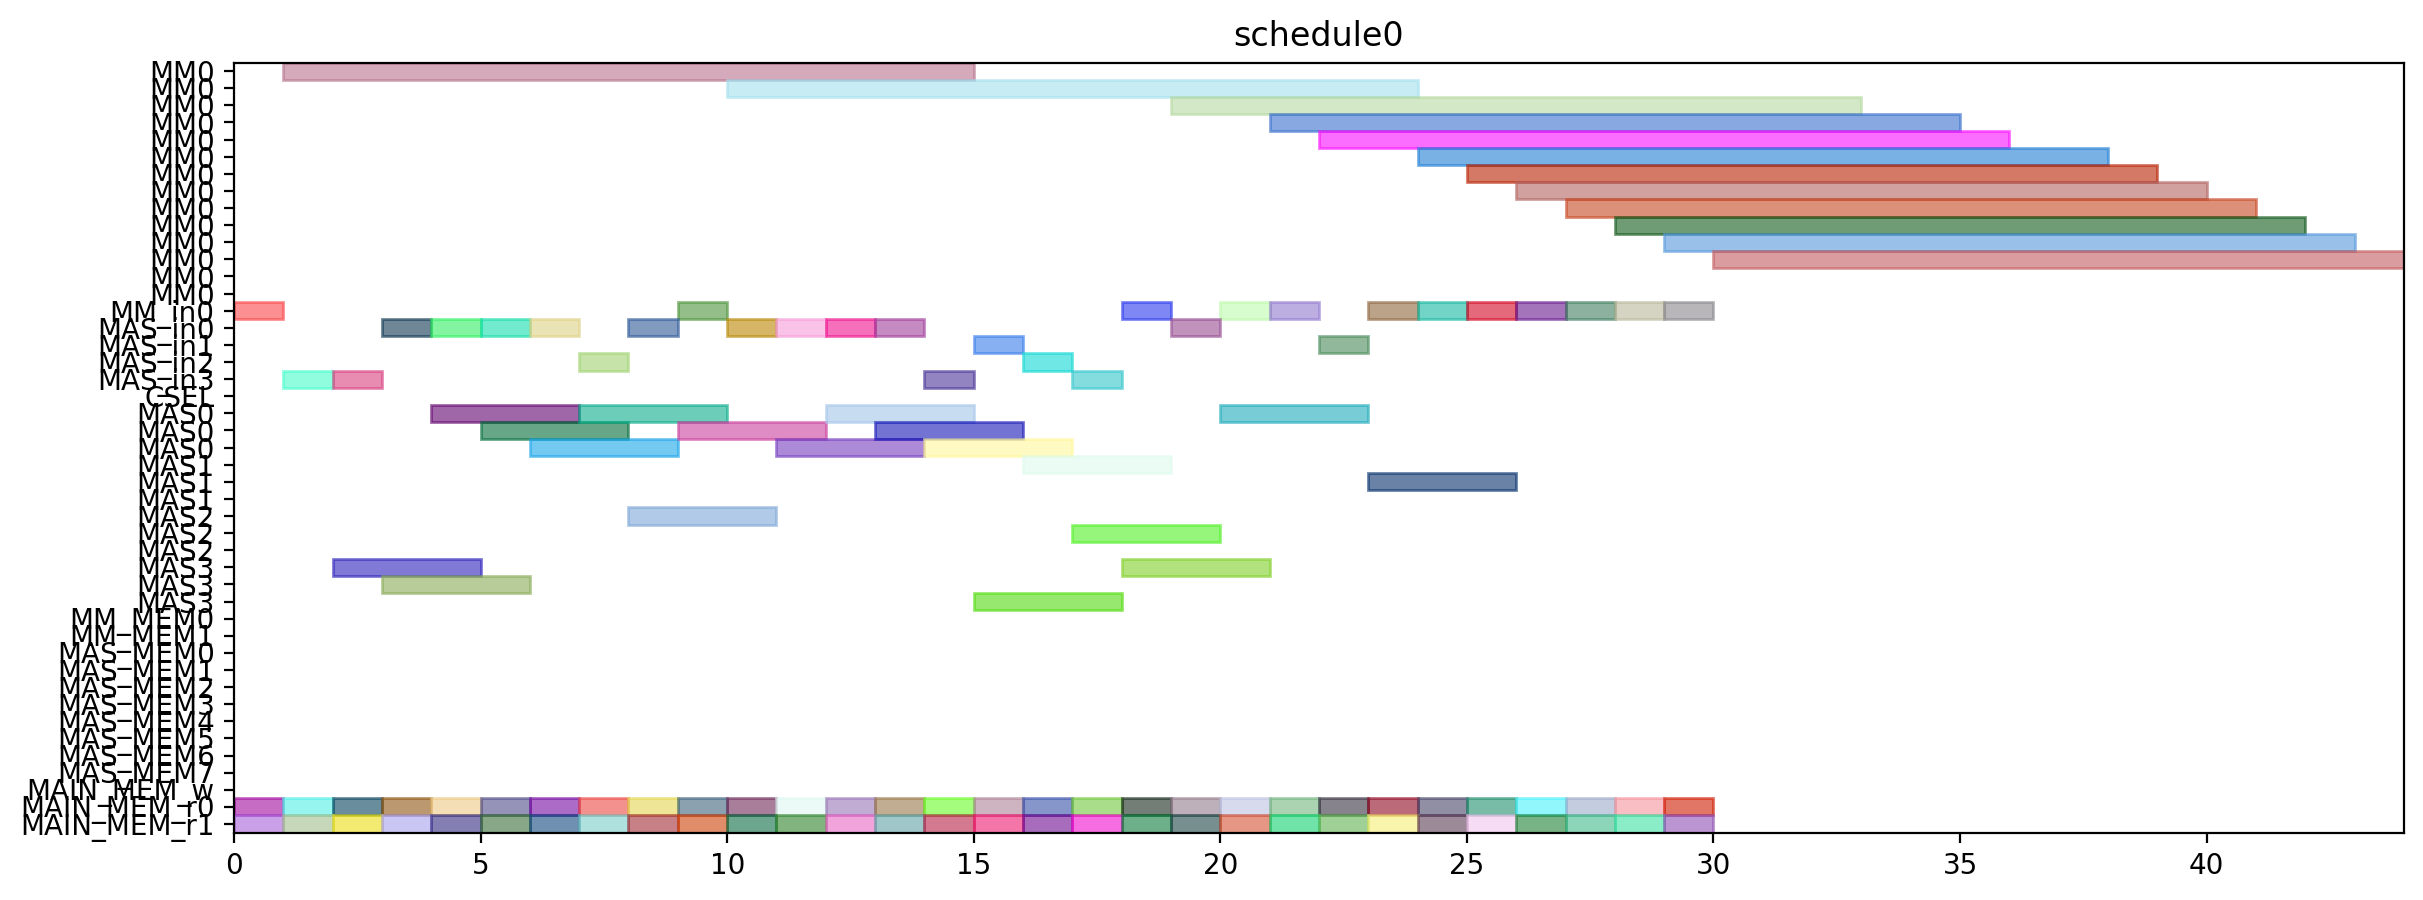 schedule0
MM0
MM0
MM0
MM0
MM0
MM0
MM0
MM0
MM0
MM0
MM0
MM0
MM0
MM0
MM_in0
MAS_in0
MAS_in1
MAS_in2
MAS_in3
CSEL
MAS0
MAS0
MAS0
MAS1
MAS1
MAS1
MAS2
MAS2
MAS2
MAS3
MAS3
MAS3
MM_MEM0
MM_MEM1
MAS_MEM0
MAS_MEM1
MAS_MEM2
MAS_MEM3
MAS_MEM4
MAS_MEM5
MAS_MEM6
MAS_MEM7
MAIN_MEM_w
MAIN_MEM_r0
MAIN_MEM_r1
0 5 10 15 20 25 30 35 40